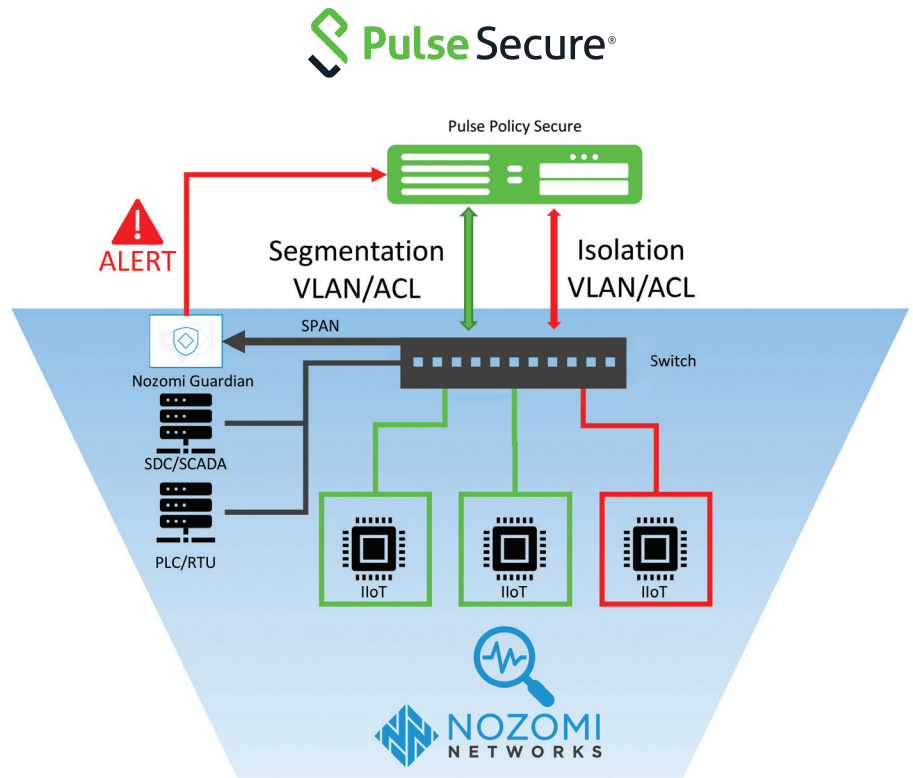 Pulse Secure®
Pulse Policy Secure
ALERT
Segmentation
VLAN/ACL
Isolation
VLAN/ACL
SPAN
Switch
Nozomi Guardian
SDC/SCADA
PLC/RTU
IIoT
IIoT
IIoT
NOZOMI
NETWORKS